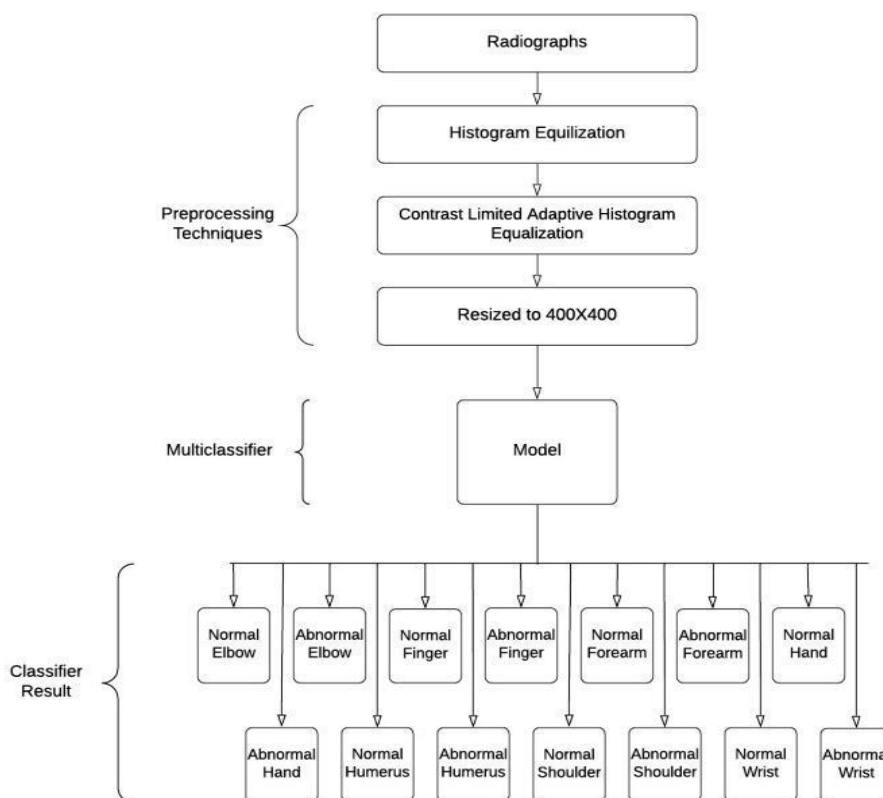 Radiographs
Histogram Equilization
Preprocessing
Techniques
Contrast Limited Adaptive Histogram
Equalization
Resized to 400X400
Multiclassifier
Model
Classifier
Result
Normal
Elbow
Abnormal
Elbow
Normal
Finger
Abnormal
Finger
Normal
Forearm
Abnormal
Forearm
Normal
Hand
Abnormal
Hand
Normal
Humerus
Abnormal
Humerus
Normal
Shoulder
Abnormal
Shoulder
Normal
Wrist
Abnormal
Wrist